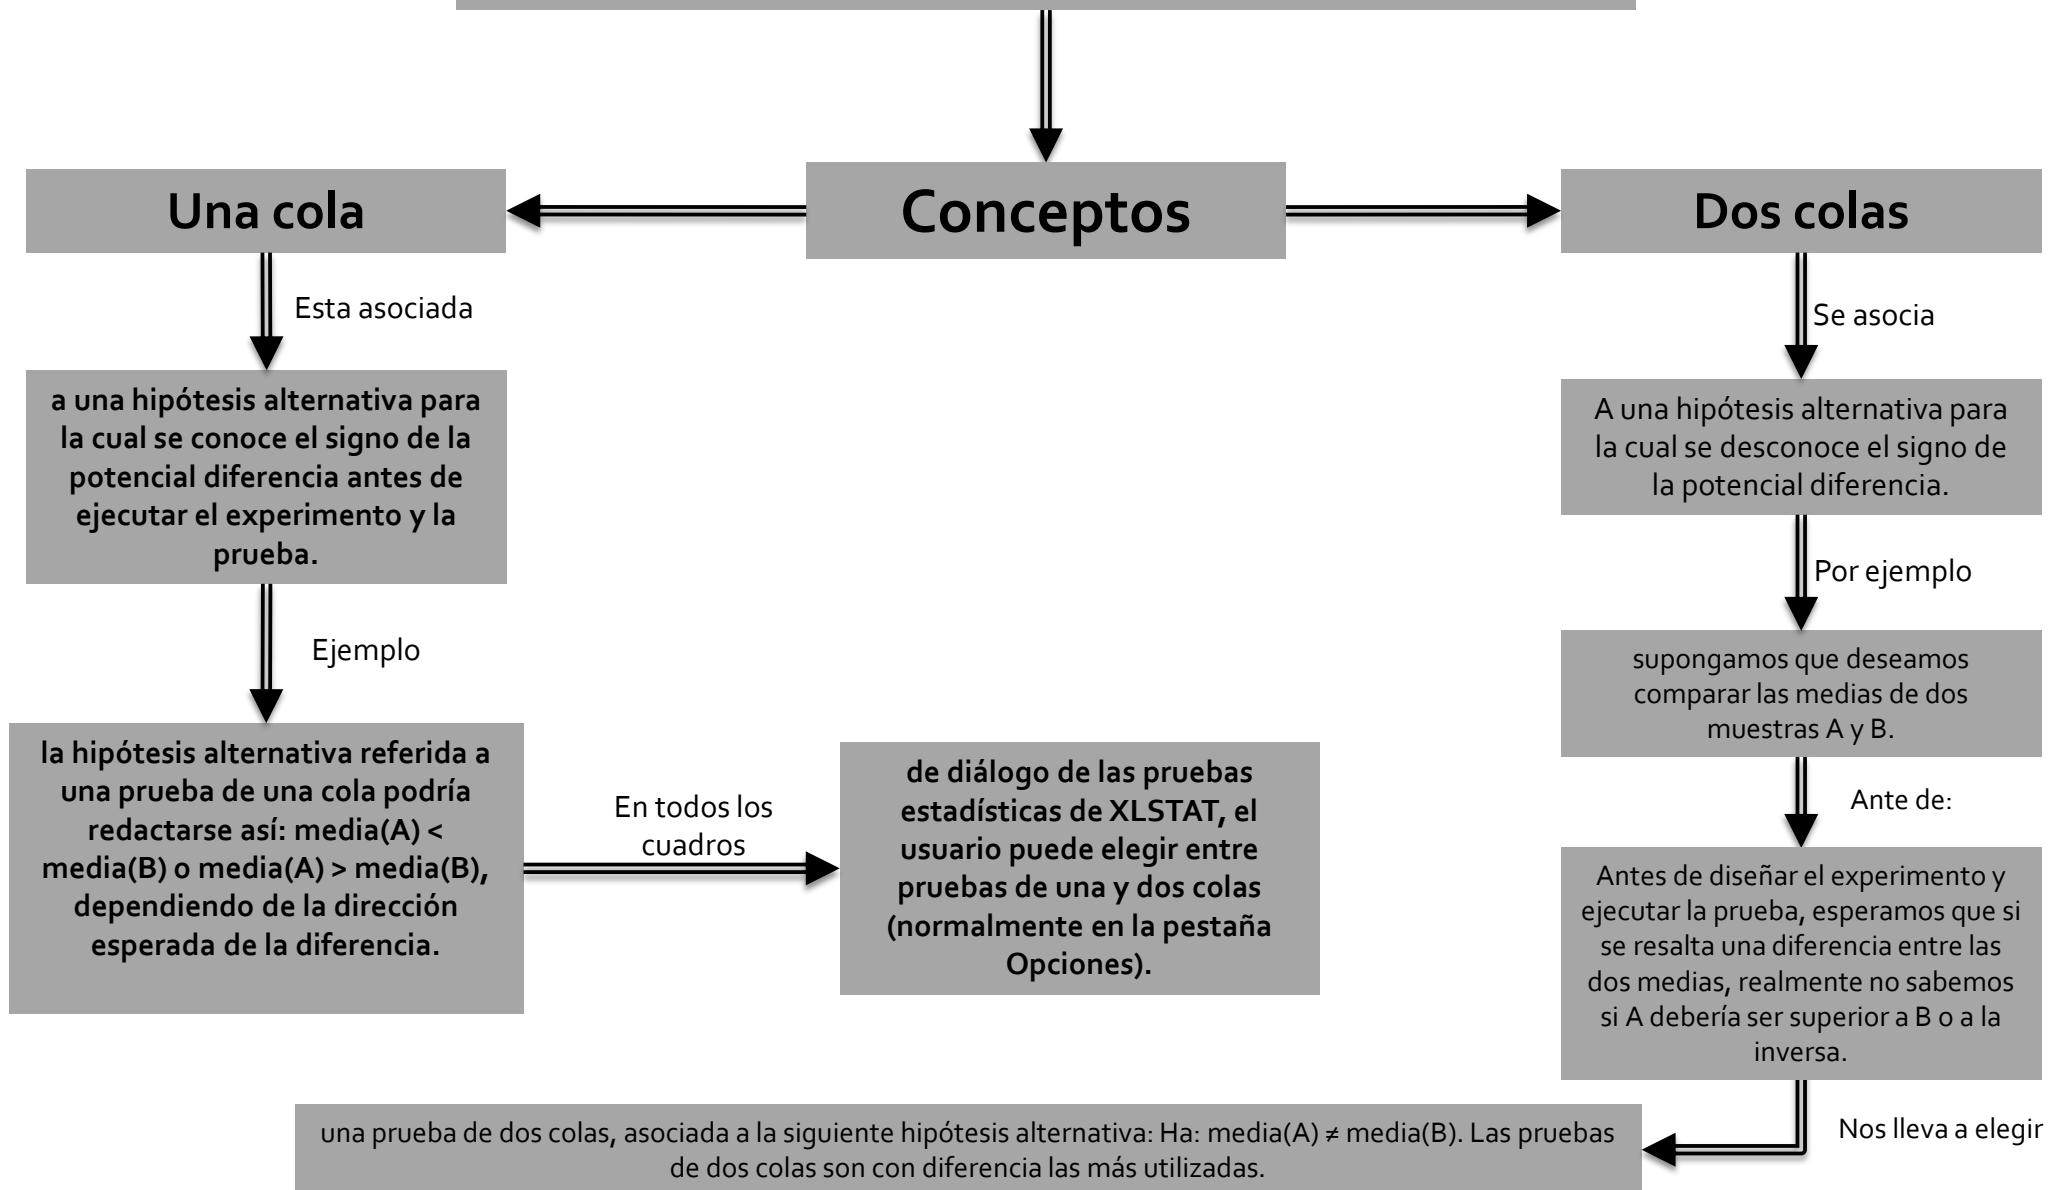 Conceptos
Una cola
Esta asociada
a una hipótesis alternativa para
la cual se conoce el signo de la
potencial diferencia antes de
ejecutar el experimento y la
prueba.
Ejemplo
la hipótesis alternativa referida a
una prueba de una cola podría
redactarse así: media(A) <
media(B) o media(A) > media(B),
dependiendo de la dirección
esperada de la diferencia.
En todos los
cuadros
de diálogo de las pruebas
estadísticas de XLSTAT, el
usuario puede elegir entre
pruebas de una y dos colas
(normalmente en la pestaña
Opciones).
Dos colas
Se asocia
A una hipótesis alternativa para
la cual se desconoce el signo de
la potencial diferencia.
Por ejemplo
supongamos que deseamos
comparar las medias de dos
muestras A y B.
Ante de:
Antes de diseñar el experimento y
ejecutar la prueba, esperamos que si
se resalta una diferencia entre las
dos medias, realmente no sabemos
si A debería ser superior a B o a la
inversa.
Nos lleva a elegir
una prueba de dos colas, asociada a la siguiente hipótesis alternativa: Ha: media(A) ≠ media(B). Las pruebas
de dos colas son con diferencia las más utilizadas.